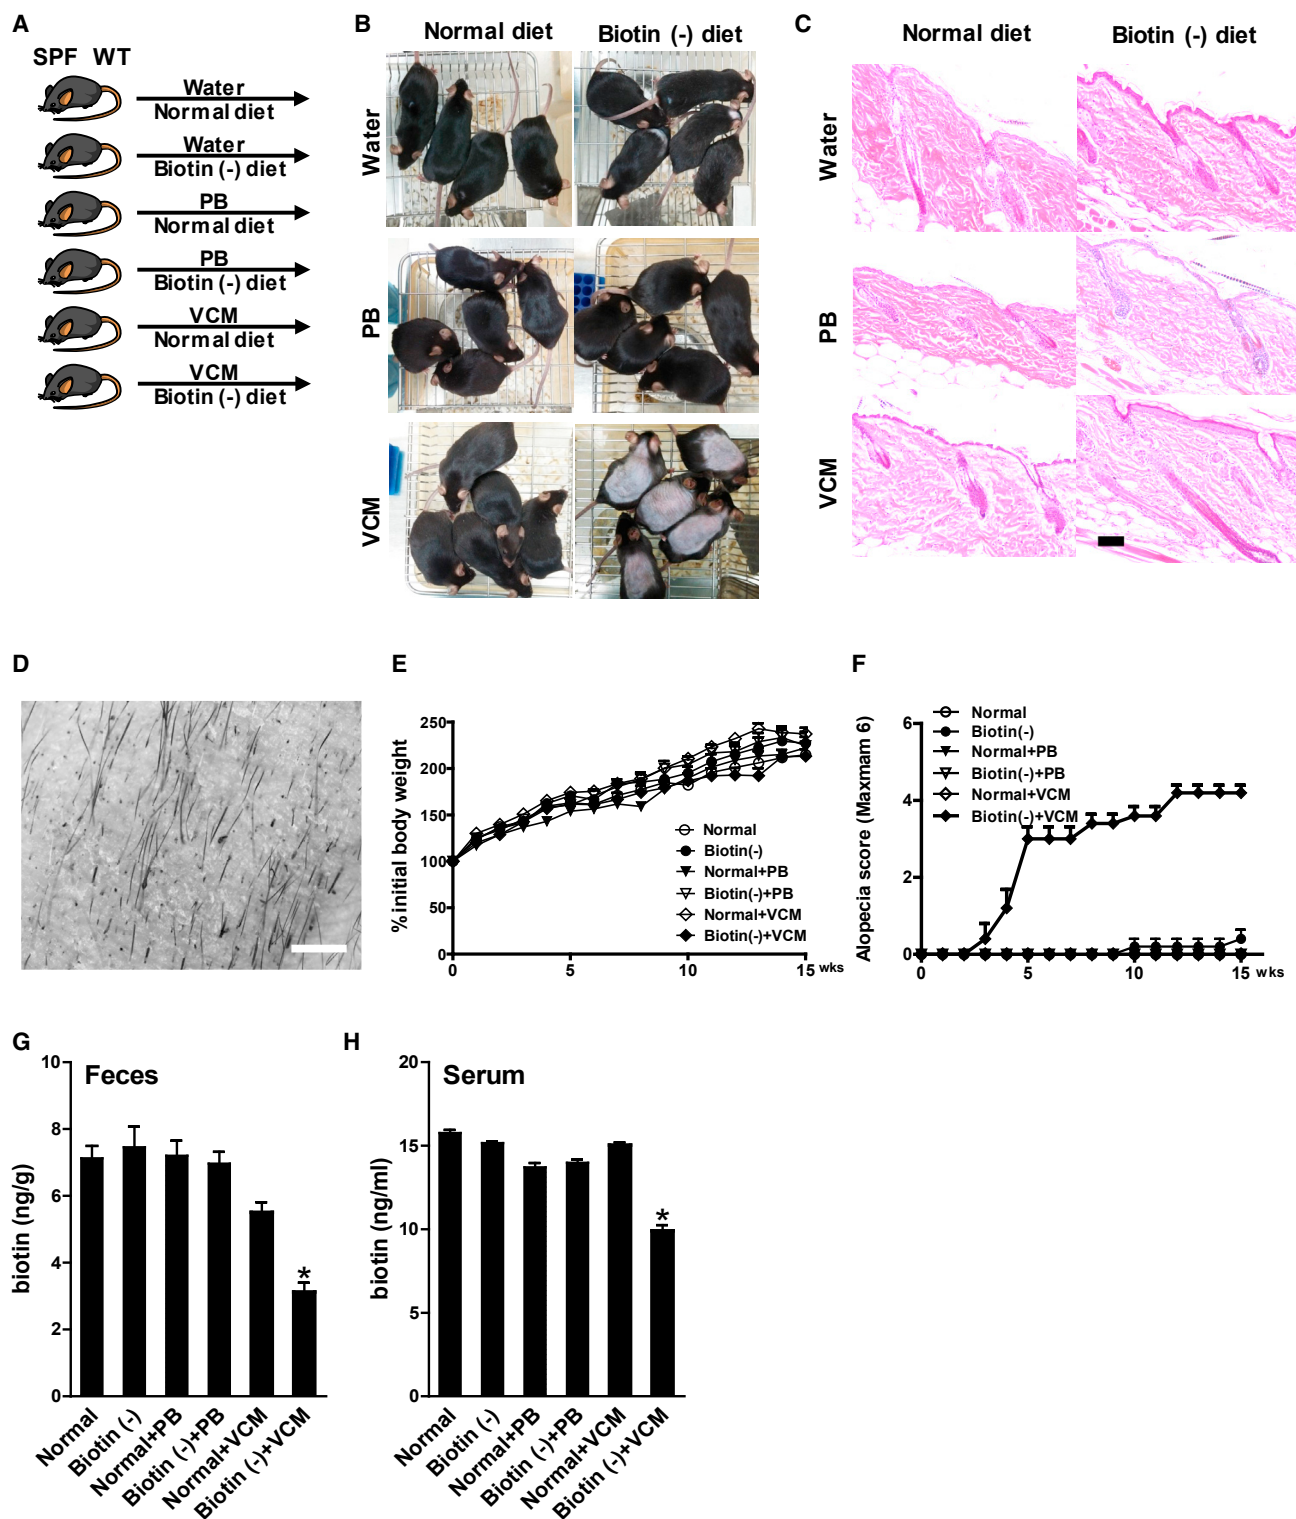 A
SPF WT
Water
Normal diet
Water
Biotin (-) diet
PB
Normal diet
PB
Biotin (-) diet
VCM
Normal diet
VCM
Biotin (-) diet
B
Normal diet
Biotin (-) diet
Water
PB
VCM
C
Normal diet
Biotin (-) diet
Water
PB
VCM
D
E
% initial body weight
250
200
150
100
50
0
0
5
10
15
wks
Normal
Biotin(-)
Normal+PB
Biotin(-)+PB
Normal+VCM
Biotin(-)+VCM
F
Alopecia score (Maxmam 6)
6
4
2
0
0
5
10
15
wks
Normal
Biotin(-)
Normal+PB
Biotin(-)+PB
Normal+VCM
Biotin(-)+VCM
G
Feces
biotin (ng/g)
10
8
6
4
2
0
*
Normal
Biotin (-)
Normal+PB
Biotin (-)+PB
Normal+VCM
Biotin (-)+VCM
H
Serum
biotin (ng/ml)
20
15
10
5
0
*
Normal
Biotin (-)
Normal+PB
Biotin (-)+PB
Normal+VCM
Biotin (-)+VCM